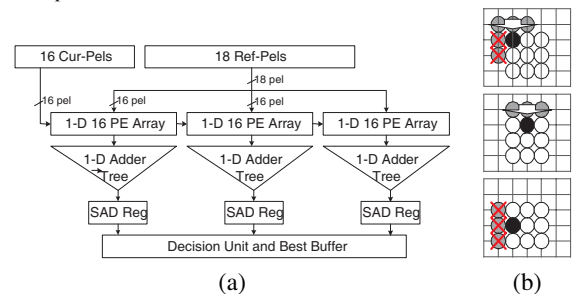 16 Cur-Pels
18 Ref-Pels
18 pel
16 pel
16 pel
16 pel
1-D 16 PE Array
1-D 16 PE Array
1-D 16 PE Array
1-D Adder
Tree
1-D Adder
Tree
1-D Adder
Tree
SAD Reg
SAD Reg
SAD Reg
Decision Unit and Best Buffer
(a)
(b)